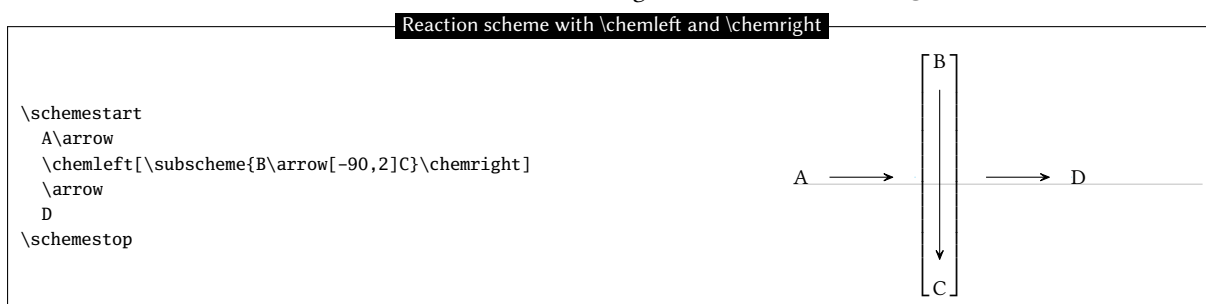 Reaction scheme with \chemleft and \chemright
\schemestart
A\arrow
\chemleft[\subscheme{B\arrow[-90,2]C}\chemright]
\arrow
D
\schemestop
B
A
D
C